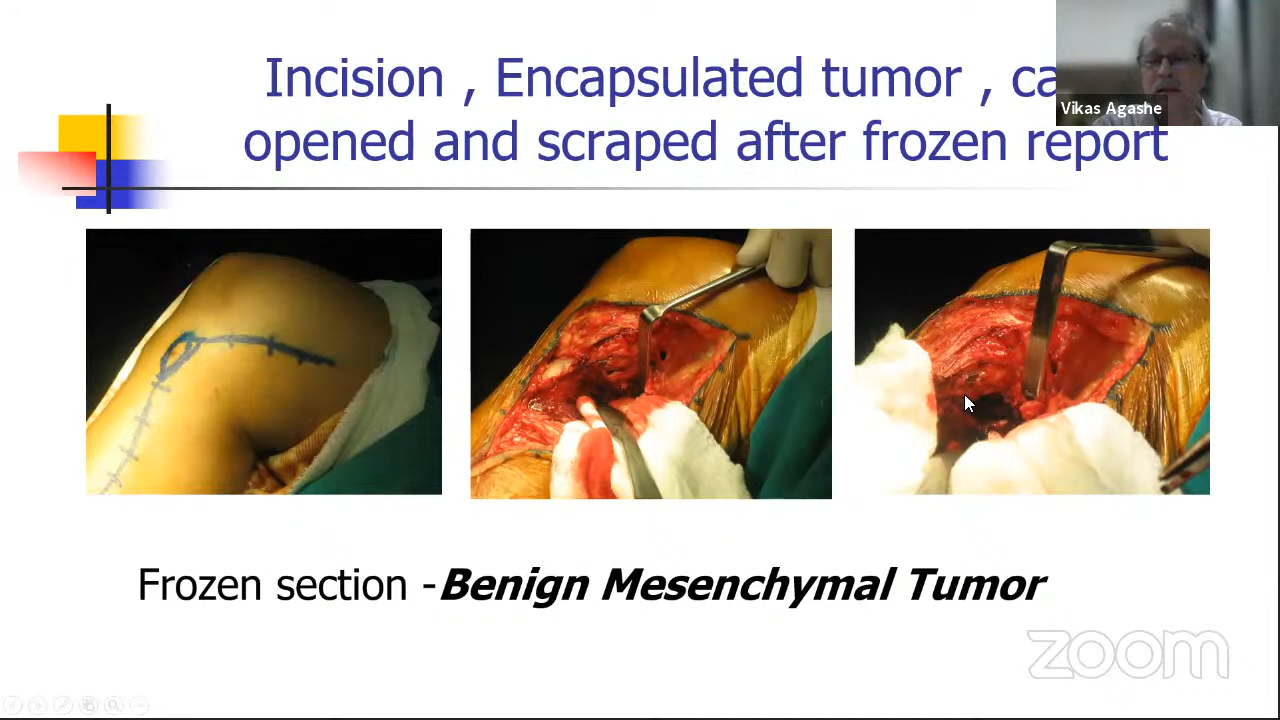 Incision , Encapsulated tumor , ca
opened and scraped after frozen report
Vikas Agashe
Frozen section -Benign Mesenchymal Tumor
zoom